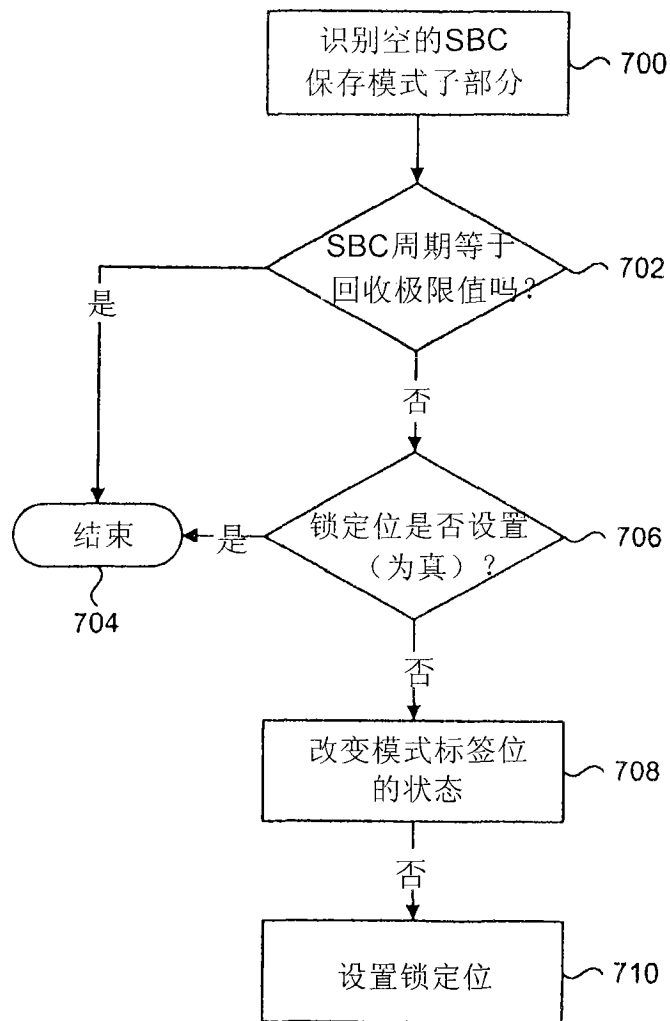 识别空的SBC
保存模式子部分
700
SBC周期等于
回收极限值吗?
702
是
否
锁定位是否设置
（为真）？
706
是
结束
704
否
改变模式标签位
的状态
708
否
设置锁定位
710